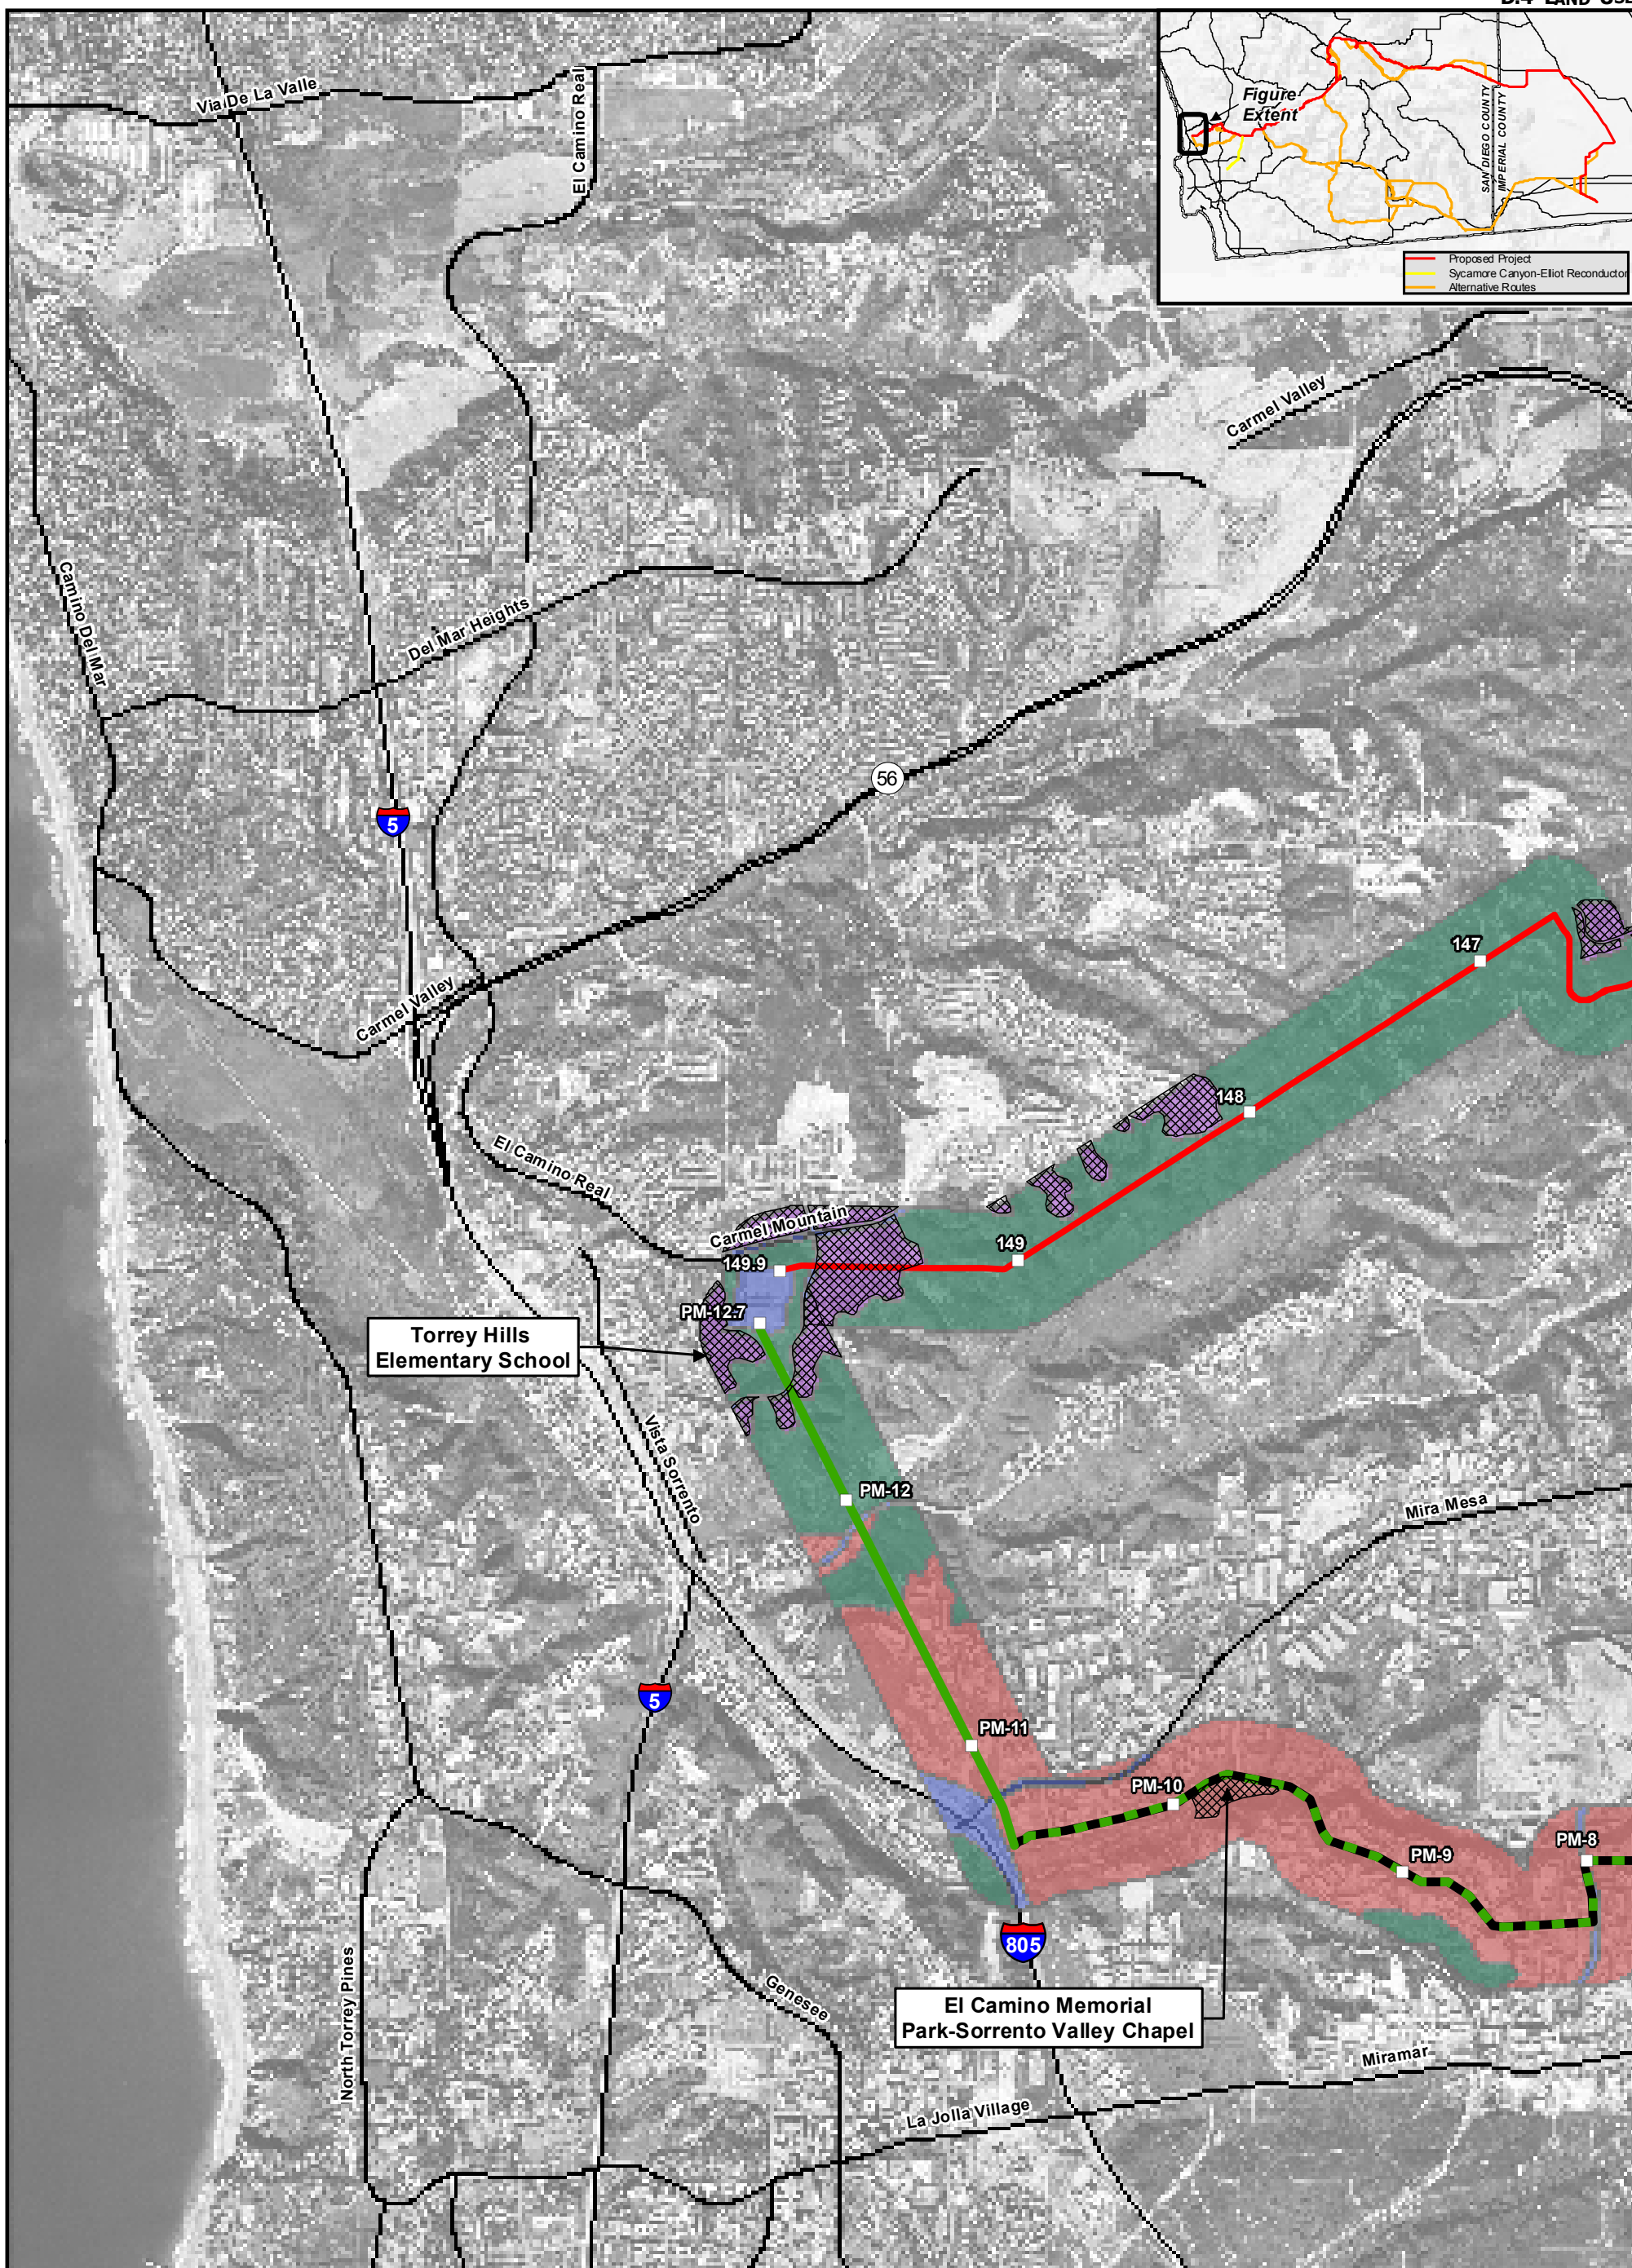 D.4 LAND USE
Via De La Valle
El Camino Real
Figure
Extent
SAN DIEGO COUNTY
IMPERIAL COUNTY
Proposed Project
Sycamore Canyon-Elliot Reconductor
Alternative Routes
Carmel Valley
Camino Del Mar
Del Mar Heights
56
5
147
Carmel Valley
148
El Camino Real
Carmel Mountain
149
149.9
PM-12.7
Torrey Hills
Elementary School
Vista Sorrento
PM-12
Mira Mesa
5
PM-11
PM-10
PM-9
PM-8
805
North Torrey Pines
Genesee
El Camino Memorial
Park-Sorrento Valley Chapel
Miramar
La Jolla Village